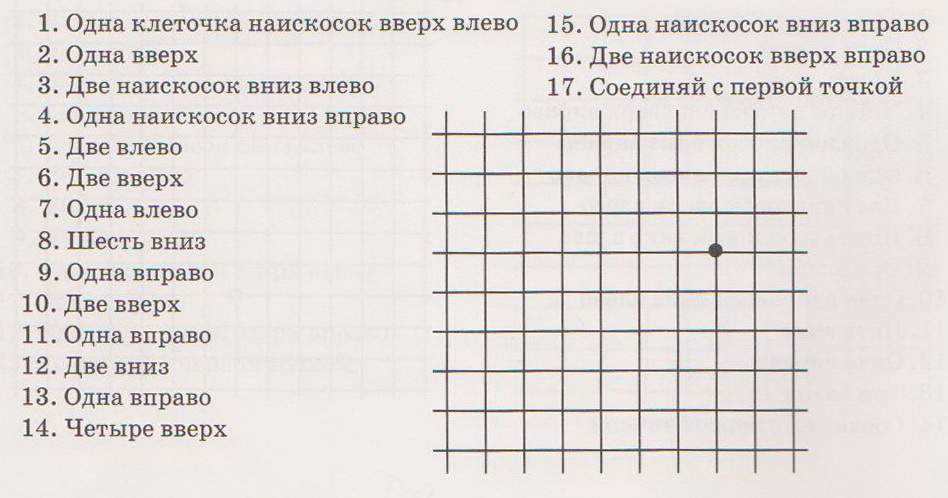 1. Одна клеточка наискосок вверх влево
2. Одна вверх
3. Две наискосок вниз влево
4. Одна наискосок вниз вправо
5. Две влево
6. Две вверх
7. Одна влево
8. Шесть вниз
9. Одна вправо
10. Две вверх
11. Одна вправо
12. Две вниз
13. Одна вправо
14. Четыре вверх
15. Одна наискосок вниз вправо
16. Две наискосок вверх вправо
17. Соединяй с первой точкой